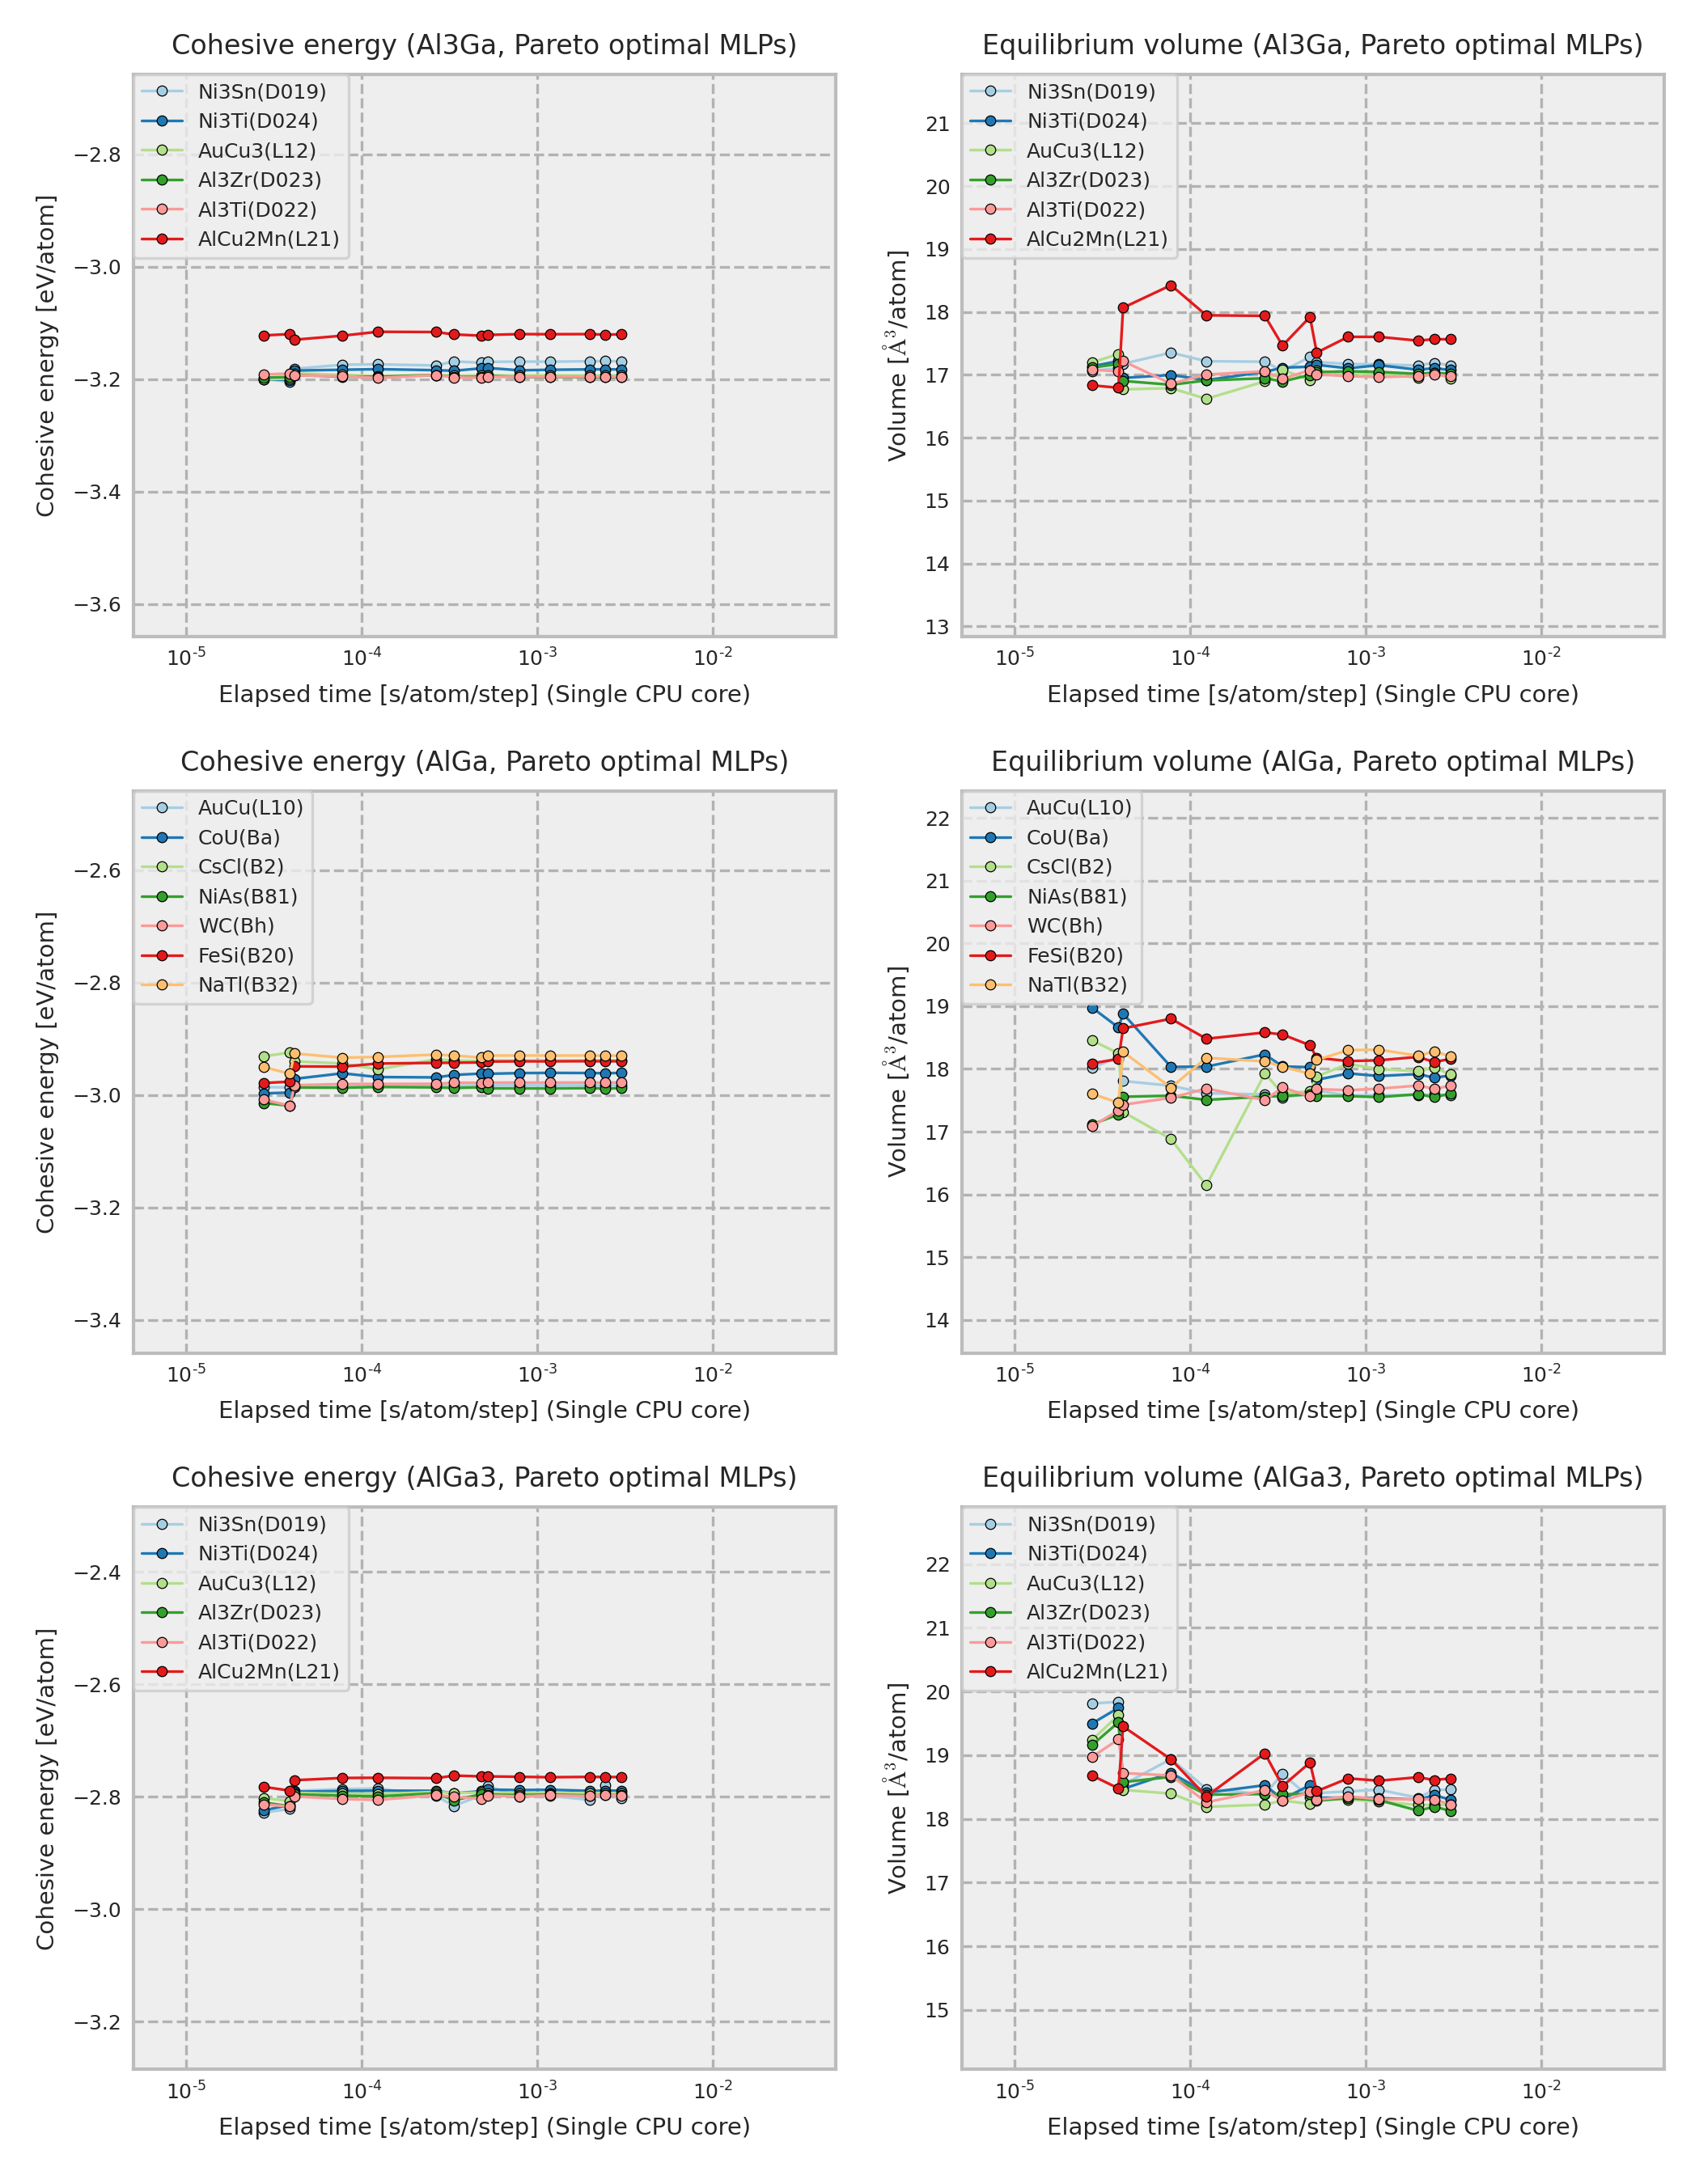 Cohesive energy (Al3Ga, Pareto optimal MLPs)
Ni3Sn(D019)
Ni3Ti(D024)
AuCu3(L12)
Al3Zr(D023)
Al3Ti(D022)
AlCu2Mn(L21)
−2.8
−3.0
−3.2
−3.4
−3.6
Cohesive energy [eV/atom]
10⁻⁵ 10⁻⁴ 10⁻³ 10⁻²
Elapsed time [s/atom/step] (Single CPU core)
Equilibrium volume (Al3Ga, Pareto optimal MLPs)
Ni3Sn(D019)
Ni3Ti(D024)
AuCu3(L12)
Al3Zr(D023)
Al3Ti(D022)
AlCu2Mn(L21)
21
20
19
18
17
16
15
14
13
Volume [Å³/atom]
10⁻⁵ 10⁻⁴ 10⁻³ 10⁻²
Elapsed time [s/atom/step] (Single CPU core)
Cohesive energy (AlGa, Pareto optimal MLPs)
AuCu(L10)
CoU(Ba)
CsCl(B2)
NiAs(B81)
WC(Bh)
FeSi(B20)
NaTl(B32)
−2.6
−2.8
−3.0
−3.2
−3.4
Cohesive energy [eV/atom]
10⁻⁵ 10⁻⁴ 10⁻³ 10⁻²
Elapsed time [s/atom/step] (Single CPU core)
Equilibrium volume (AlGa, Pareto optimal MLPs)
AuCu(L10)
CoU(Ba)
CsCl(B2)
NiAs(B81)
WC(Bh)
FeSi(B20)
NaTl(B32)
22
21
20
19
18
17
16
15
14
Volume [Å³/atom]
10⁻⁵ 10⁻⁴ 10⁻³ 10⁻²
Elapsed time [s/atom/step] (Single CPU core)
Cohesive energy (AlGa3, Pareto optimal MLPs)
Ni3Sn(D019)
Ni3Ti(D024)
AuCu3(L12)
Al3Zr(D023)
Al3Ti(D022)
AlCu2Mn(L21)
−2.4
−2.6
−2.8
−3.0
−3.2
Cohesive energy [eV/atom]
10⁻⁵ 10⁻⁴ 10⁻³ 10⁻²
Elapsed time [s/atom/step] (Single CPU core)
Equilibrium volume (AlGa3, Pareto optimal MLPs)
Ni3Sn(D019)
Ni3Ti(D024)
AuCu3(L12)
Al3Zr(D023)
Al3Ti(D022)
AlCu2Mn(L21)
22
21
20
19
18
17
16
15
Volume [Å³/atom]
10⁻⁵ 10⁻⁴ 10⁻³ 10⁻²
Elapsed time [s/atom/step] (Single CPU core)